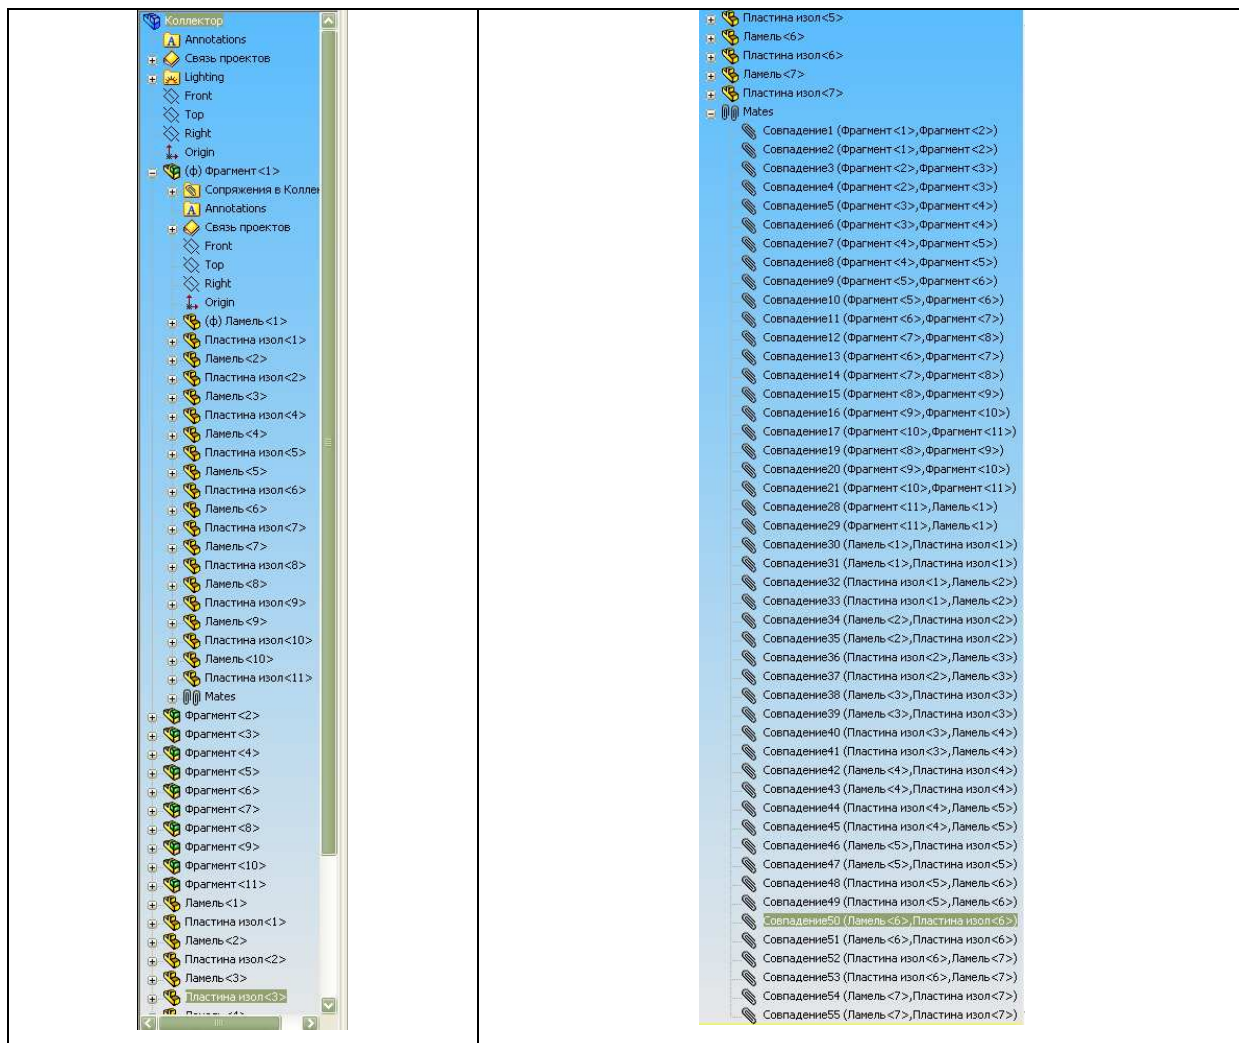 Коллектор
Annotations
Связь проектов
Lighting
Front
Top
Right
Origin
(ф) Фрагмент<1>
Сопряжения в Коллек
Annotations
Связь проектов
Front
Top
Right
Origin
(ф) Ламель<1>
Пластина изол<1>
Ламель<2>
Пластина изол<2>
Ламель<3>
Пластина изол<4>
Ламель<4>
Пластина изол<5>
Ламель<5>
Пластина изол<6>
Ламель<6>
Пластина изол<7>
Ламель<7>
Пластина изол<8>
Ламель<8>
Пластина изол<9>
Ламель<9>
Пластина изол<10>
Ламель<10>
Пластина изол<11>
Mates
Фрагмент<2>
Фрагмент<3>
Фрагмент<4>
Фрагмент<5>
Фрагмент<6>
Фрагмент<7>
Фрагмент<8>
Фрагмент<9>
Фрагмент<10>
Фрагмент<11>
Ламель<1>
Пластина изол<1>
Ламель<2>
Пластина изол<2>
Ламель<3>
Пластина изол<3>
Ламель<4>
Пластина изол<5>
Ламель<6>
Пластина изол<6>
Ламель<7>
Пластина изол<7>
Mates
Совпадение1 (Фрагмент<1>,Фрагмент<2>)
Совпадение2 (Фрагмент<1>,Фрагмент<2>)
Совпадение3 (Фрагмент<2>,Фрагмент<3>)
Совпадение4 (Фрагмент<2>,Фрагмент<3>)
Совпадение5 (Фрагмент<3>,Фрагмент<4>)
Совпадение6 (Фрагмент<3>,Фрагмент<4>)
Совпадение7 (Фрагмент<4>,Фрагмент<5>)
Совпадение8 (Фрагмент<4>,Фрагмент<5>)
Совпадение9 (Фрагмент<5>,Фрагмент<6>)
Совпадение10 (Фрагмент<5>,Фрагмент<6>)
Совпадение11 (Фрагмент<6>,Фрагмент<7>)
Совпадение12 (Фрагмент<7>,Фрагмент<8>)
Совпадение13 (Фрагмент<6>,Фрагмент<7>)
Совпадение14 (Фрагмент<7>,Фрагмент<8>)
Совпадение15 (Фрагмент<8>,Фрагмент<9>)
Совпадение16 (Фрагмент<9>,Фрагмент<10>)
Совпадение17 (Фрагмент<10>,Фрагмент<11>)
Совпадение19 (Фрагмент<8>,Фрагмент<9>)
Совпадение20 (Фрагмент<9>,Фрагмент<10>)
Совпадение21 (Фрагмент<10>,Фрагмент<11>)
Совпадение28 (Фрагмент<11>,Ламель<1>)
Совпадение29 (Фрагмент<11>,Ламель<1>)
Совпадение30 (Ламель<1>,Пластина изол<1>)
Совпадение31 (Ламель<1>,Пластина изол<1>)
Совпадение32 (Пластина изол<1>,Ламель<2>)
Совпадение33 (Пластина изол<1>,Ламель<2>)
Совпадение34 (Ламель<2>,Пластина изол<2>)
Совпадение35 (Ламель<2>,Пластина изол<2>)
Совпадение36 (Пластина изол<2>,Ламель<3>)
Совпадение37 (Пластина изол<2>,Ламель<3>)
Совпадение38 (Ламель<3>,Пластина изол<3>)
Совпадение39 (Ламель<3>,Пластина изол<3>)
Совпадение40 (Пластина изол<3>,Ламель<4>)
Совпадение41 (Пластина изол<3>,Ламель<4>)
Совпадение42 (Ламель<4>,Пластина изол<4>)
Совпадение43 (Ламель<4>,Пластина изол<4>)
Совпадение44 (Пластина изол<4>,Ламель<5>)
Совпадение45 (Пластина изол<4>,Ламель<5>)
Совпадение46 (Ламель<5>,Пластина изол<5>)
Совпадение47 (Ламель<5>,Пластина изол<5>)
Совпадение48 (Пластина изол<5>,Ламель<6>)
Совпадение49 (Пластина изол<5>,Ламель<6>)
Совпадение50 (Ламель<6>,Пластина изол<6>)
Совпадение51 (Ламель<6>,Пластина изол<6>)
Совпадение52 (Пластина изол<6>,Ламель<7>)
Совпадение53 (Пластина изол<6>,Ламель<7>)
Совпадение54 (Ламель<7>,Пластина изол<7>)
Совпадение55 (Ламель<7>,Пластина изол<7>)